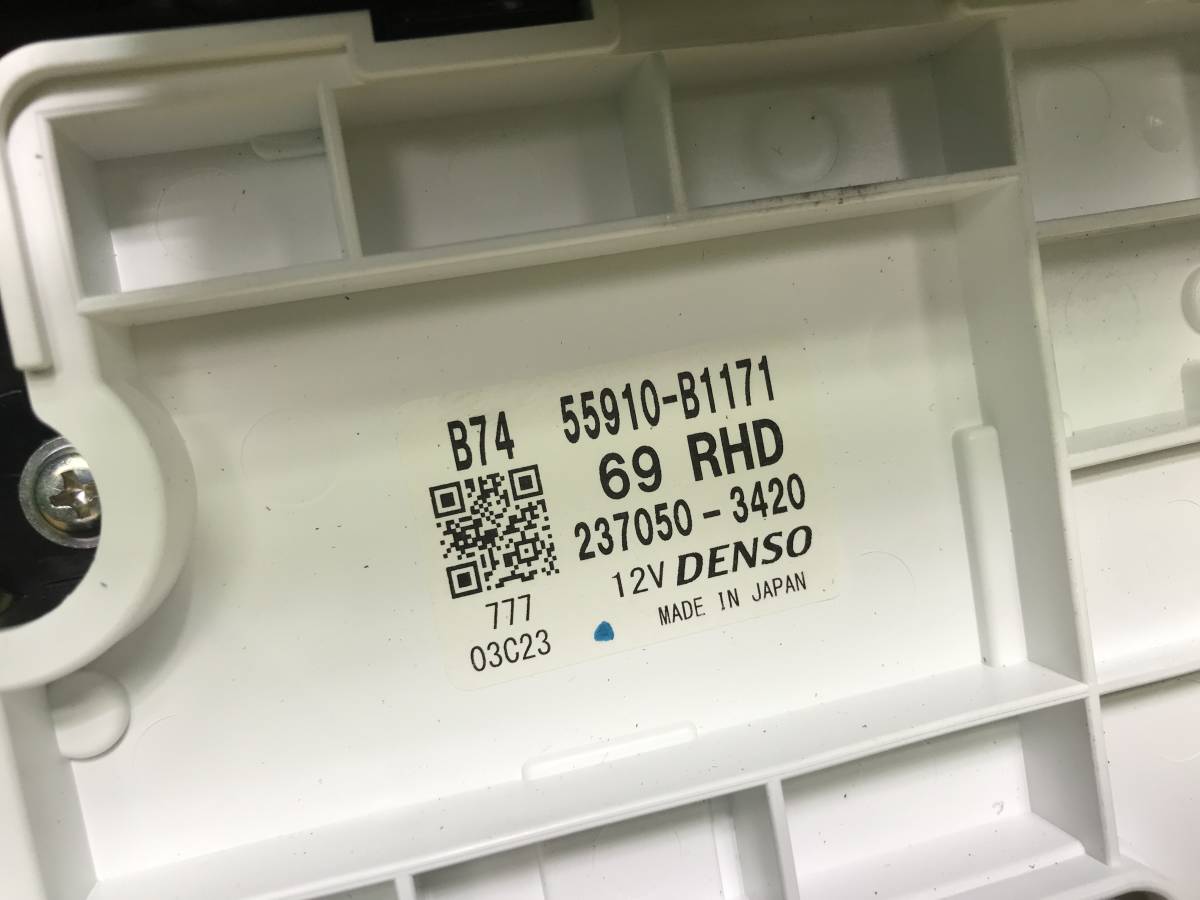 B74 55910-B1171
69 RHD
237050-3420
12V DENSO
777
MADE IN JAPAN
03C23